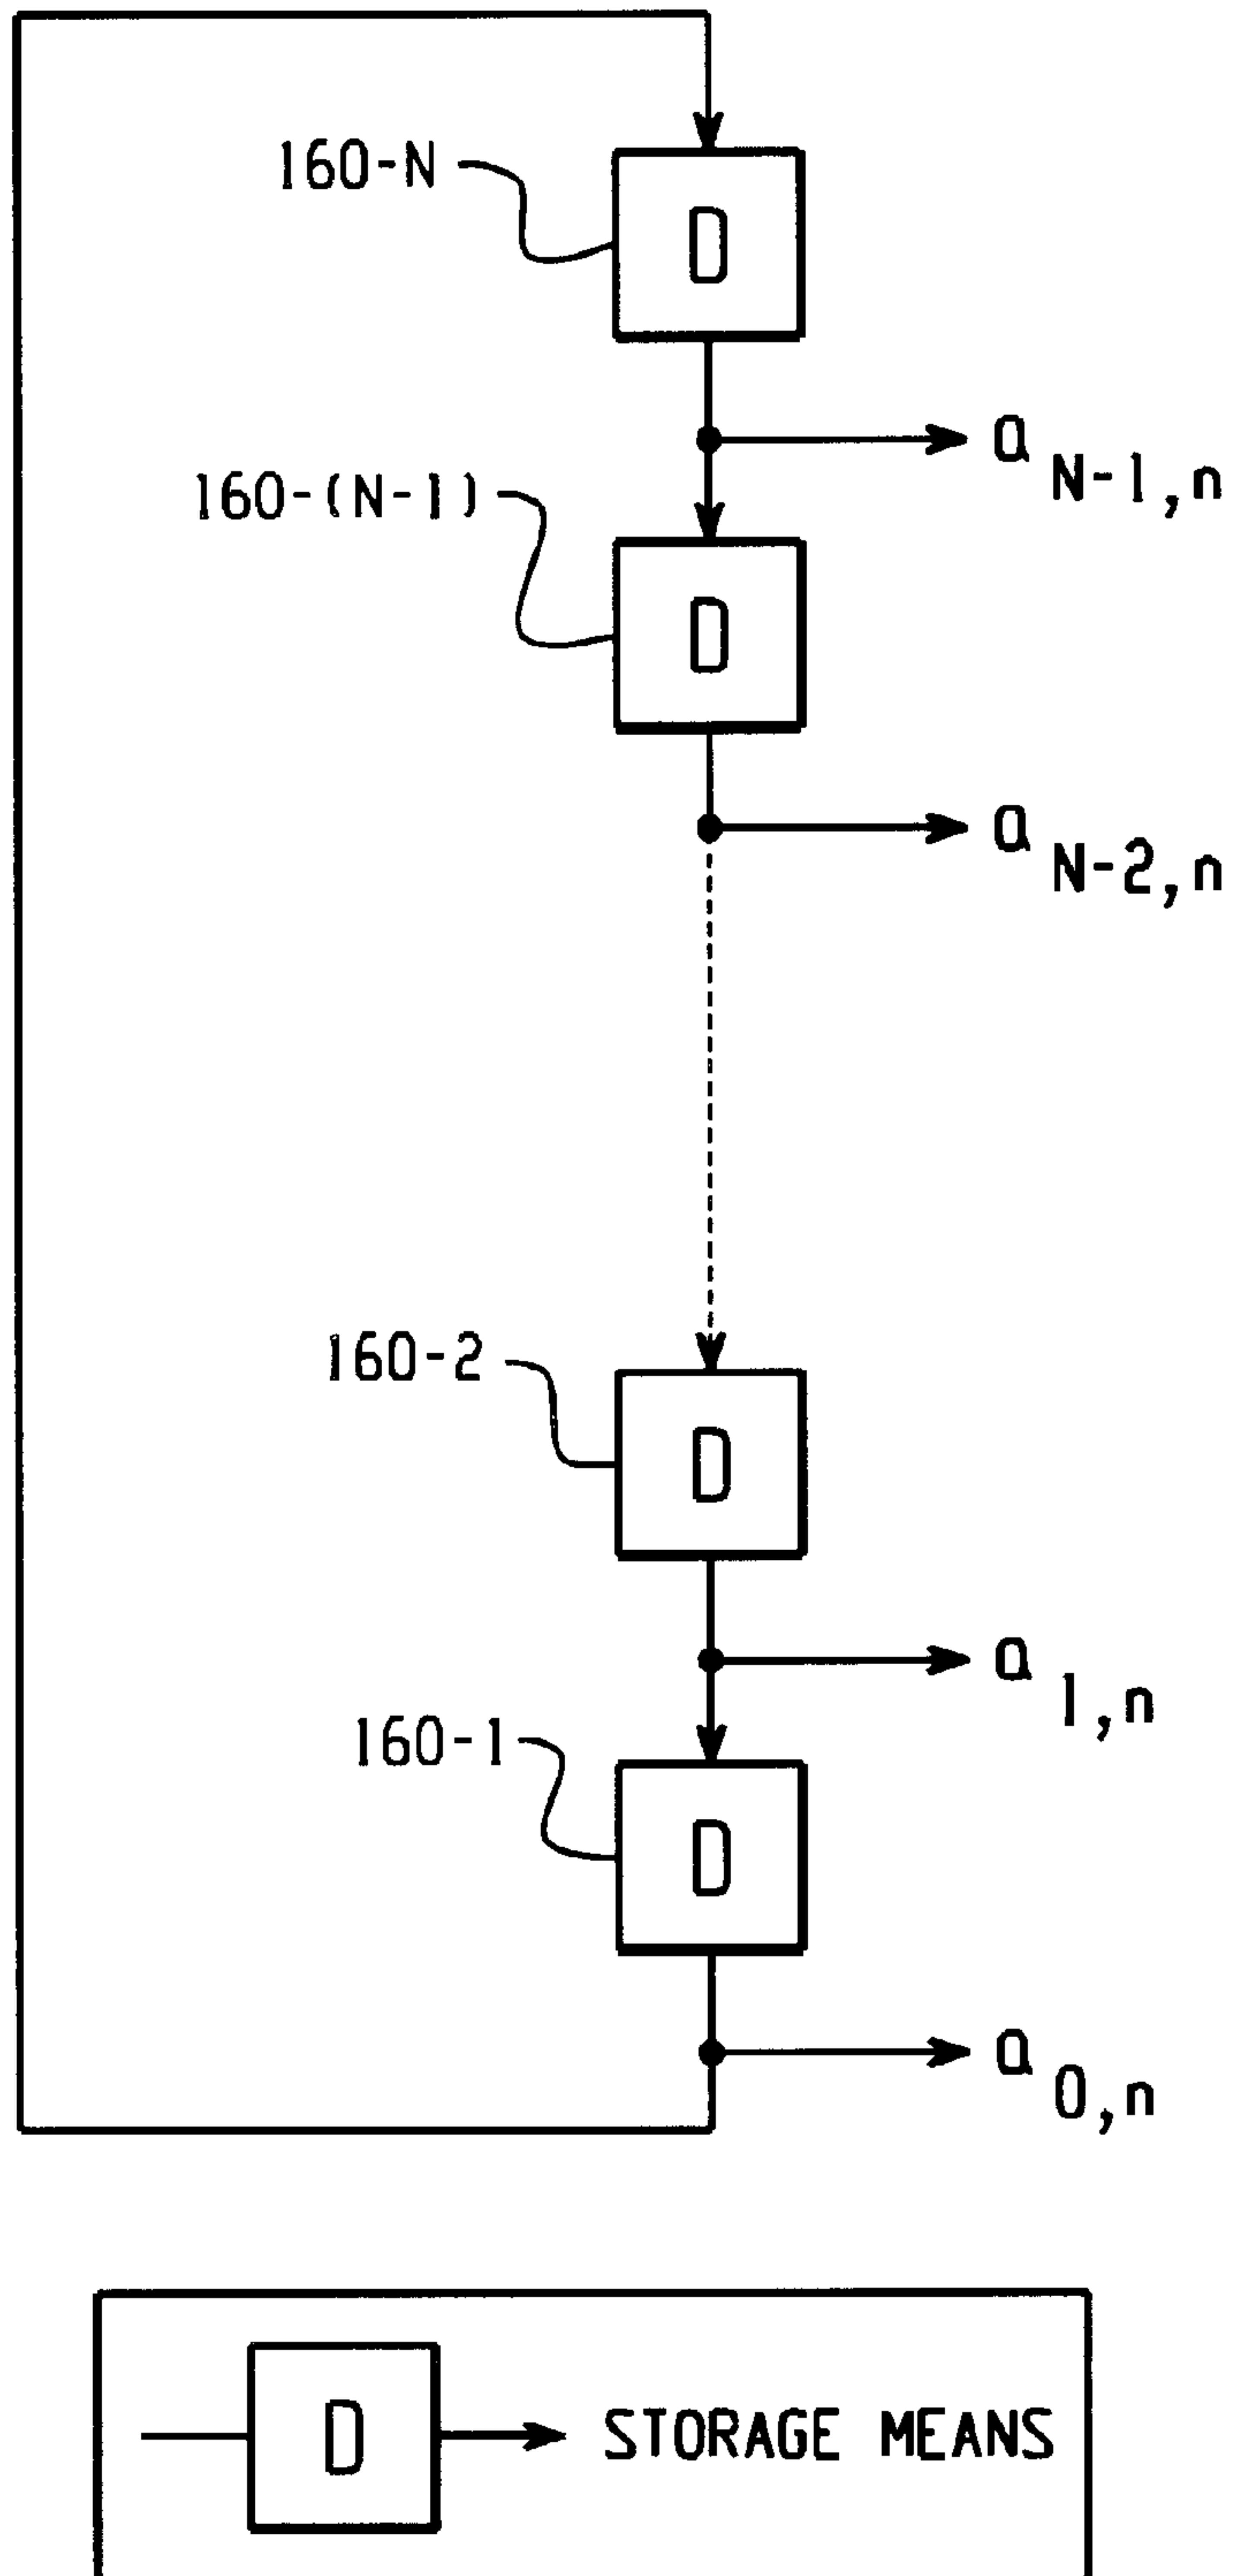 160-N
D
a N-1,n
160-(N-1)
D
a N-2,n
160-2
D
a 1,n
160-1
D
a 0,n
D STORAGE MEANS